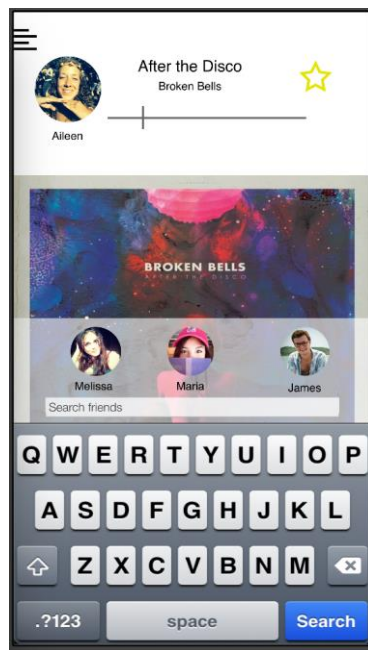 After the Disco
Broken Bells
Aileen
BROKEN BELLS
AFTER THE DISCO
Melissa
Maria
James
Search friends
Q W E R T Y U I O P
A S D F G H J K L
Z X C V B N M
.?123 space Search